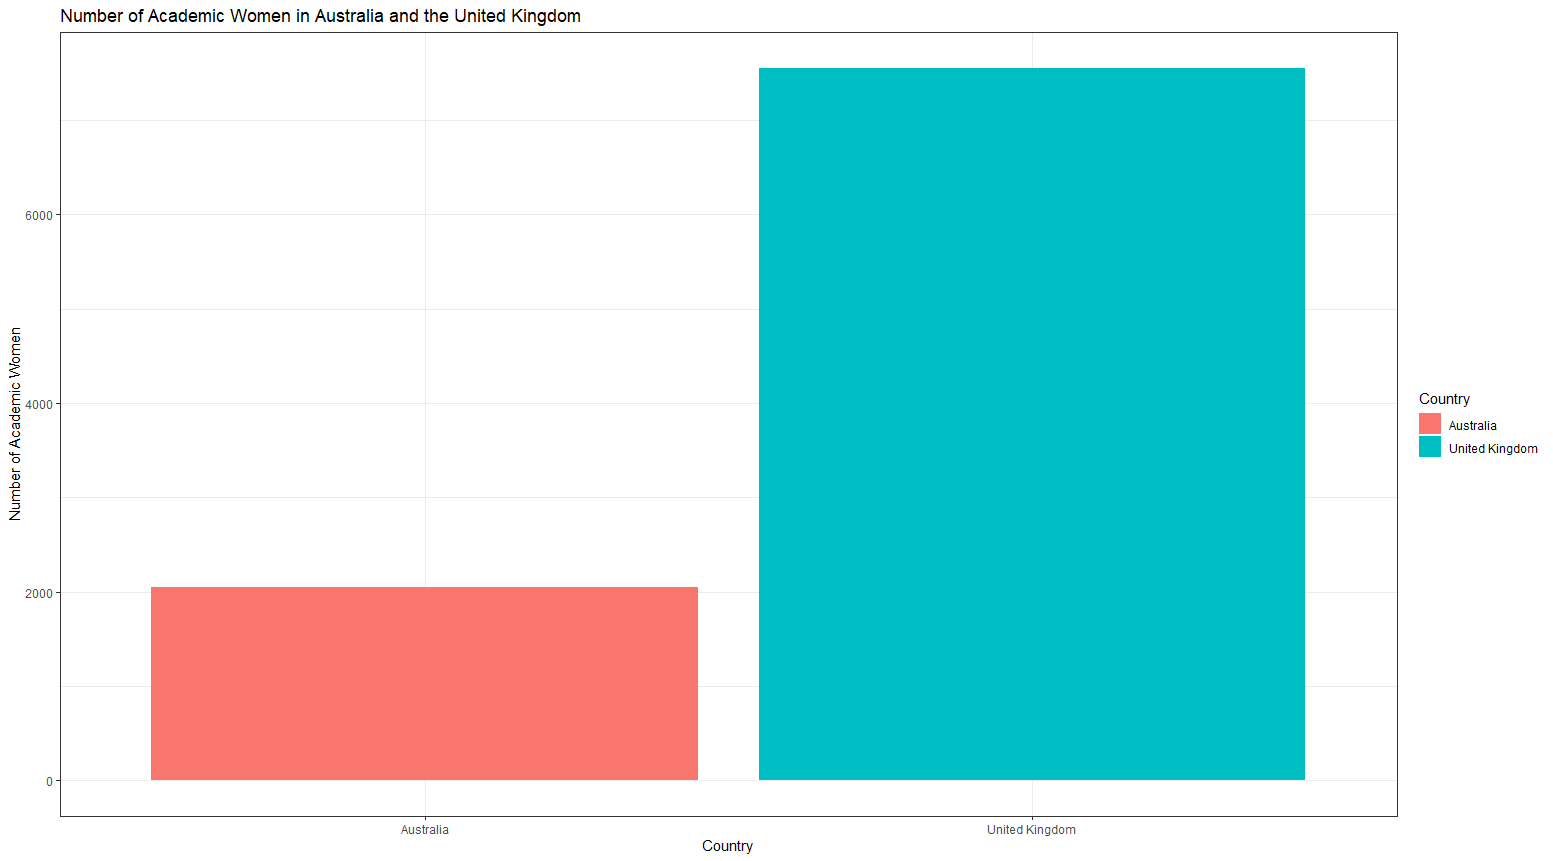 Number of Academic Women in Australia and the United Kingdom
Number of Academic Women
6000
4000
2000
0
Australia
United Kingdom
Country
Country
Australia
United Kingdom